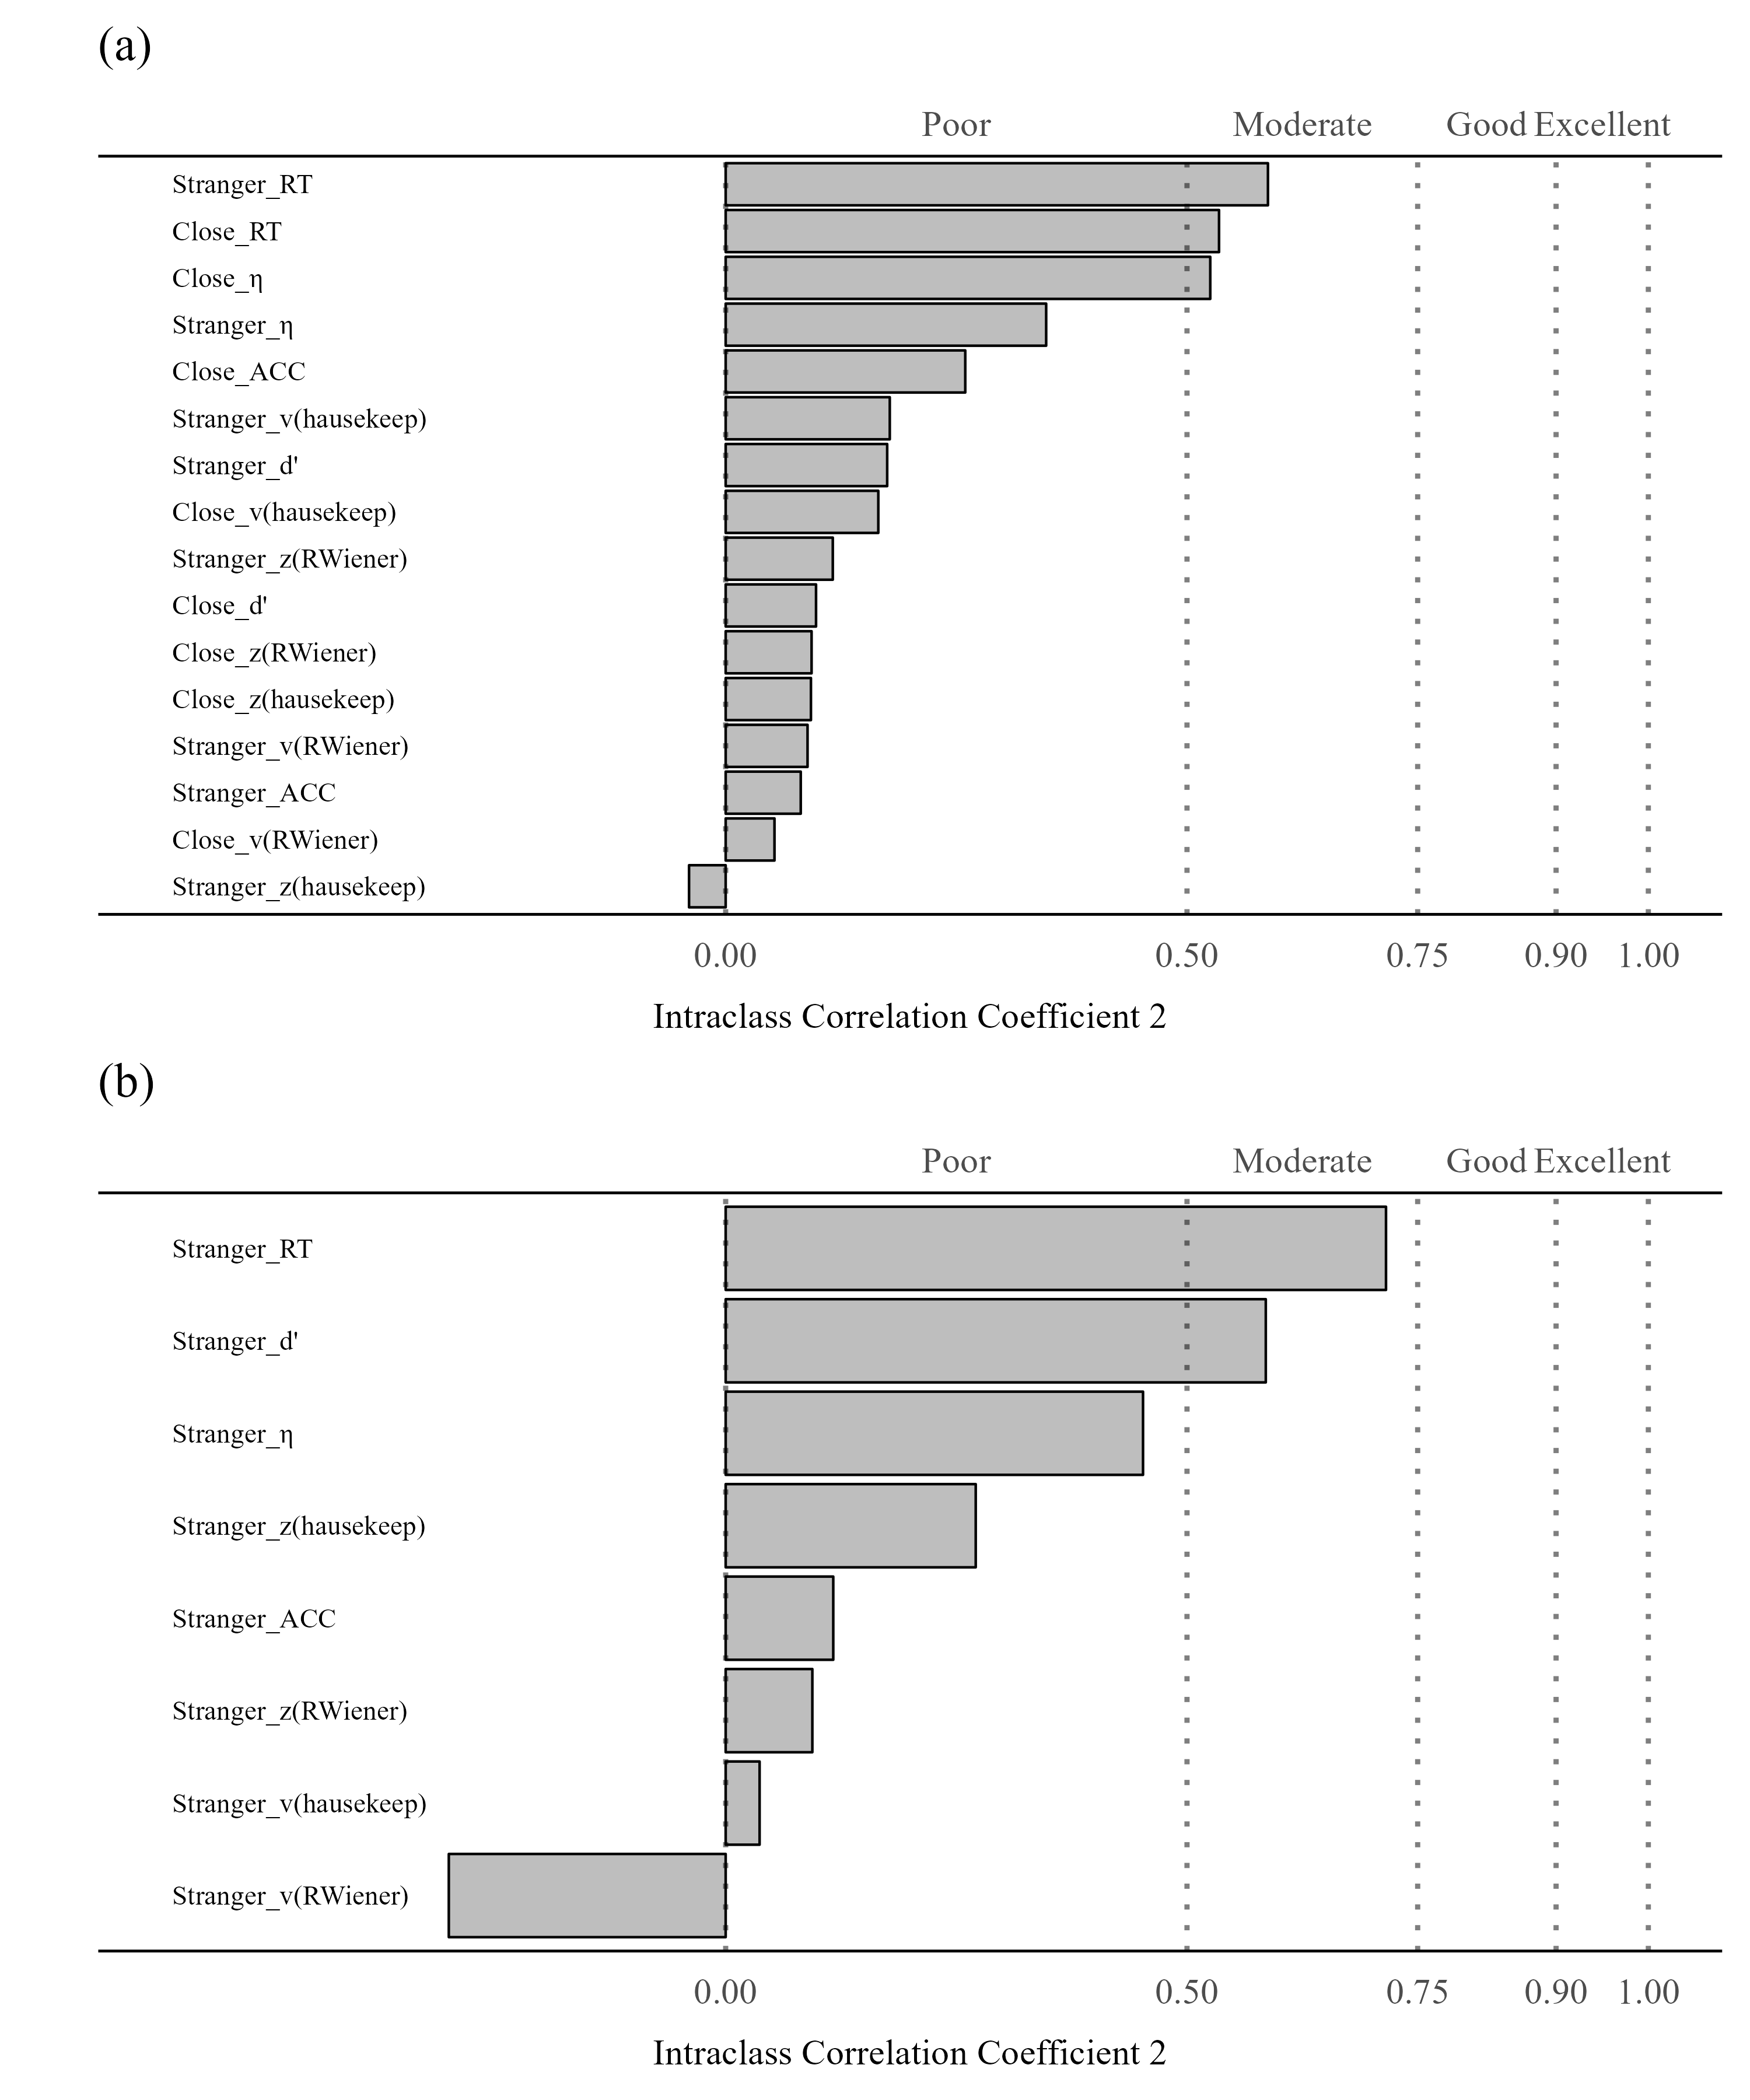 (a)
Poor Moderate Good Excellent
Stranger_RT
Close_RT
Close_η
Stranger_η
Close_ACC
Stranger_v(hausekeep)
Stranger_d'
Close_v(hausekeep)
Stranger_z(RWiener)
Close_d'
Close_z(RWiener)
Close_z(hausekeep)
Stranger_v(RWiener)
Stranger_ACC
Close_v(RWiener)
Stranger_z(hausekeep)
0.00 0.50 0.75 0.90 1.00
Intraclass Correlation Coefficient 2
(b)
Poor Moderate Good Excellent
Stranger_RT
Stranger_d'
Stranger_η
Stranger_z(hausekeep)
Stranger_ACC
Stranger_z(RWiener)
Stranger_v(hausekeep)
Stranger_v(RWiener)
0.00 0.50 0.75 0.90 1.00
Intraclass Correlation Coefficient 2